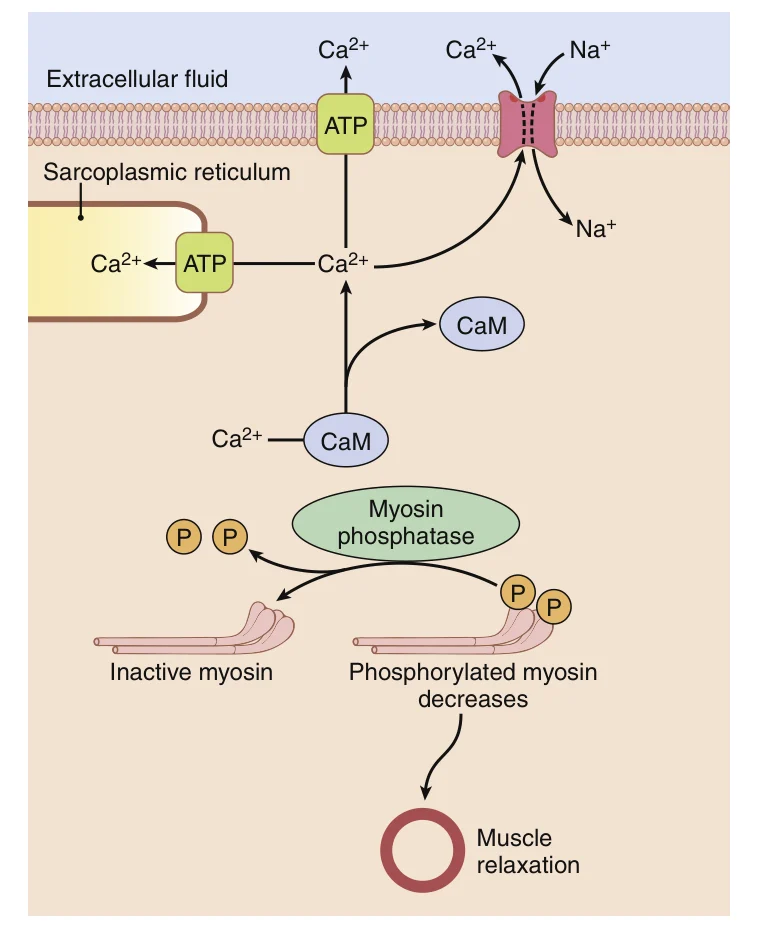 Ca²⁺
Ca²⁺
Na⁺
Extracellular fluid
ATP
Sarcoplasmic reticulum
Na⁺
Ca²⁺
ATP
Ca²⁺
CaM
Ca²⁺
CaM
Myosin
phosphatase
P
P
P
P
Inactive myosin
Phosphorylated myosin
decreases
Muscle
relaxation